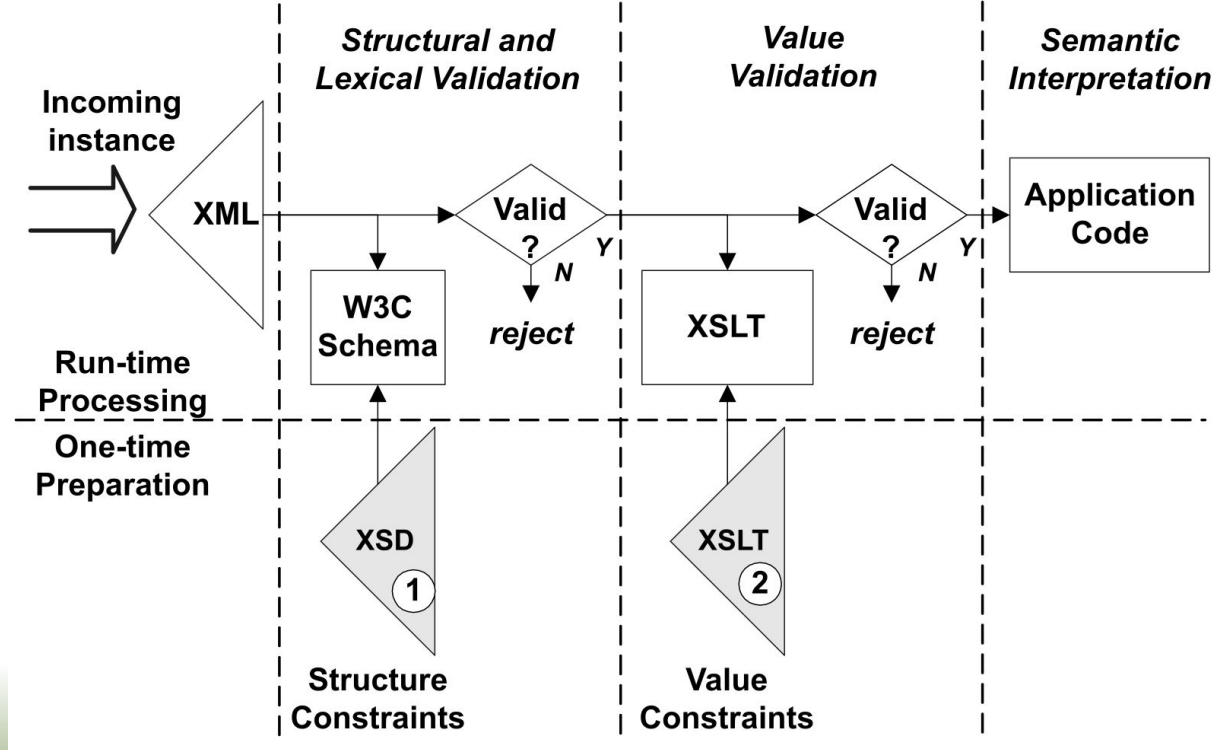 Structural and
Lexical Validation
Value
Validation
Semantic
Interpretation
Incoming
instance
XML
Valid
?
Y
N
reject
W3C
Schema
Valid
?
Y
N
reject
XSLT
Application
Code
Run-time
Processing
One-time
Preparation
XSD
1
XSLT
2
Structure
Constraints
Value
Constraints